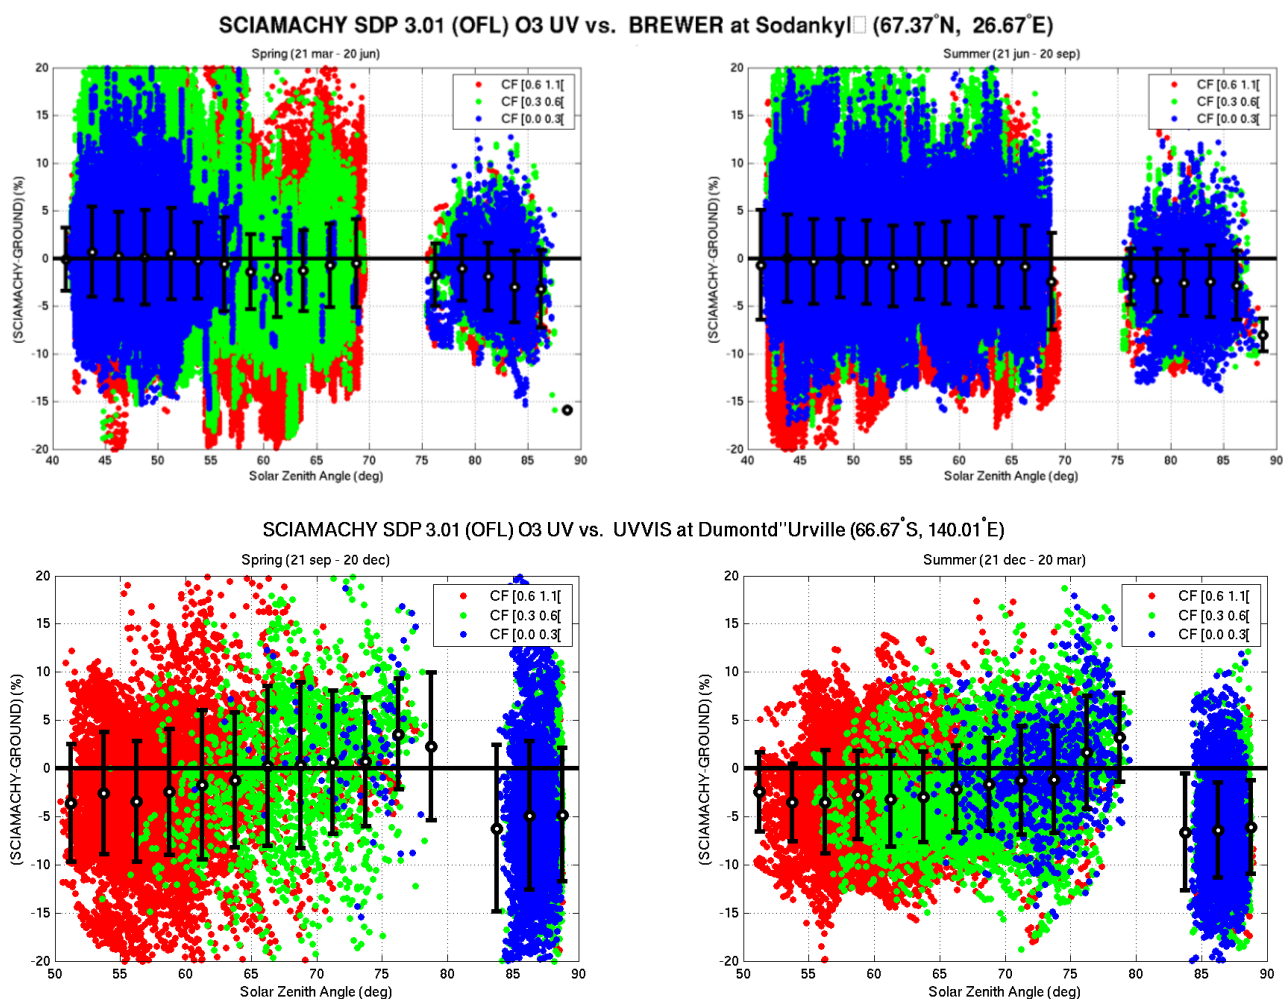 SCIAMACHY SDP 3.01 (OFL) O3 UV vs. BREWER at Sodankyl□ (67.37°N, 26.67°E)
Spring (21 mar - 20 jun)
Summer (21 jun - 20 sep)
(SCIAMACHY-GROUND) (%)
20
15
10
5
0
-5
-10
-15
-20
CF [0.6 1.1[
CF [0.3 0.6[
CF [0.0 0.3[
40 45 50 55 60 65 70 75 80 85 90
Solar Zenith Angle (deg)
(SCIAMACHY-GROUND) (%)
20
15
10
5
0
-5
-10
-15
-20
CF [0.6 1.1[
CF [0.3 0.6[
CF [0.0 0.3[
40 45 50 55 60 65 70 75 80 85 90
Solar Zenith Angle (deg)
SCIAMACHY SDP 3.01 (OFL) O3 UV vs. UVVIS at Dumontd''Urville (66.67°S, 140.01°E)
Spring (21 sep - 20 dec)
Summer (21 dec - 20 mar)
(SCIAMACHY-GROUND) (%)
20
15
10
5
0
-5
-10
-15
-20
CF [0.6 1.1[
CF [0.3 0.6[
CF [0.0 0.3[
50 55 60 65 70 75 80 85 90
Solar Zenith Angle (deg)
(SCIAMACHY-GROUND) (%)
20
15
10
5
0
-5
-10
-15
-20
CF [0.6 1.1[
CF [0.3 0.6[
CF [0.0 0.3[
50 55 60 65 70 75 80 85 90
Solar Zenith Angle (deg)